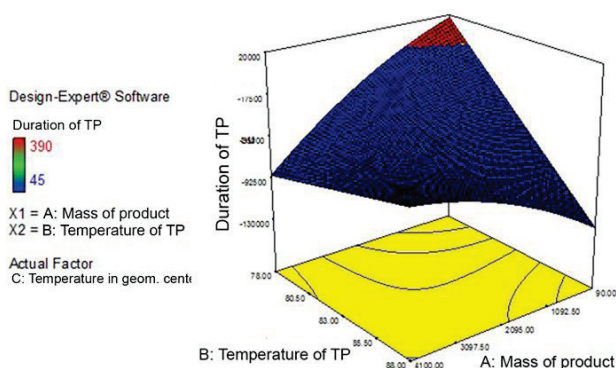 Design-Expert® Software
Duration of TP
390
45
X1 = A: Mass of product
X2 = B: Temperature of TP
Actual Factor
C: Temperature in geom. cente
Duration of TP
20000
-17500
-92500
-130000
78.00
80.50
83.00
85.50
88.00
B: Temperature of TP
4100.00
3097.50
2095.00
1092.50
90.00
A: Mass of product